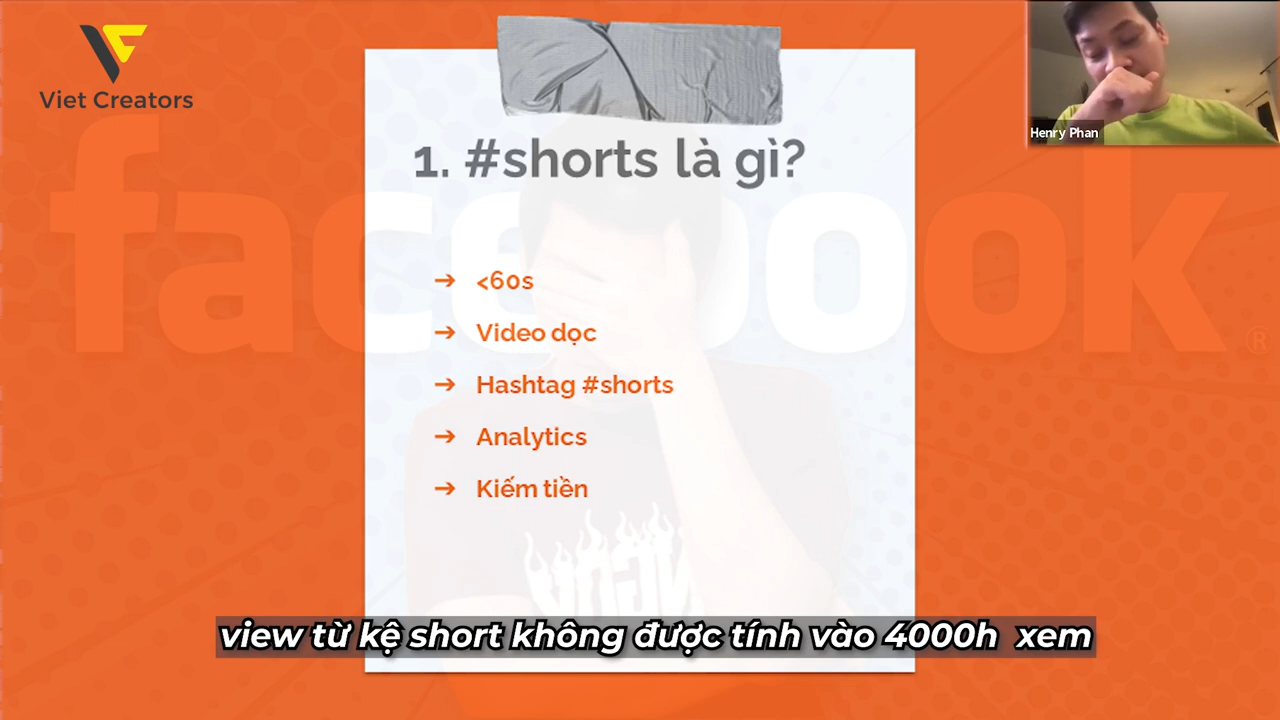 Viet Creators
Henry Phan
facebook
®
1. #shorts là gì?
➔ <60s
➔ Video dọc
➔ Hashtag #shorts
➔ Analytics
➔ Kiếm tiền
view từ kệ short không được tính vào 4000h xem